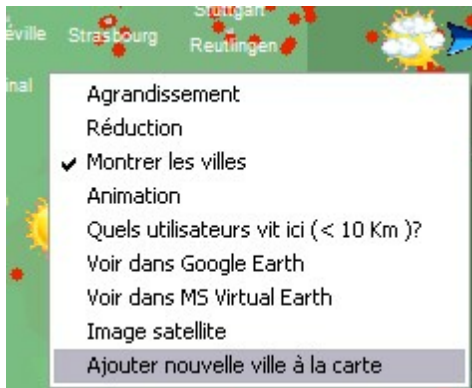 Stuttgart
éville Strasbourg
Reutlingen
inal
Agrandissement
Réduction
Montrer les villes
Animation
Quels utilisateurs vit ici (< 10 Km )?
Voir dans Google Earth
Voir dans MS Virtual Earth
Image satellite
Ajouter nouvelle ville à la carte